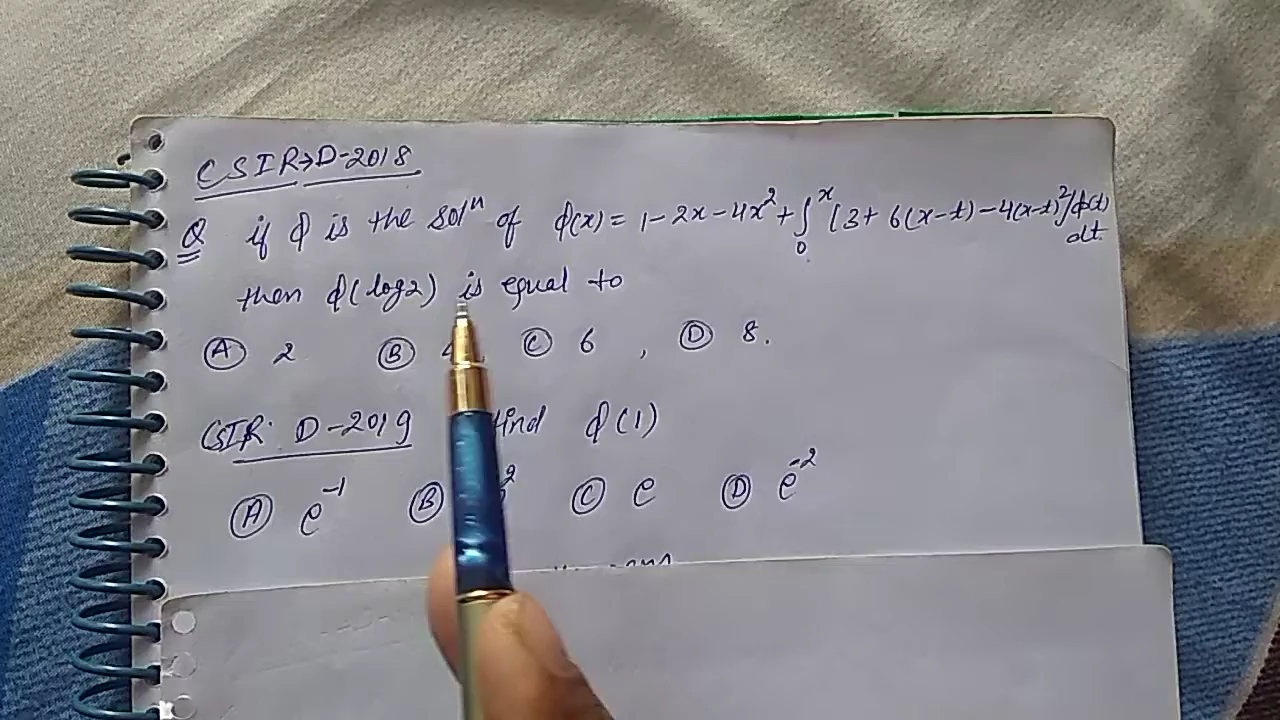 CSIR→D-2018
Q if ϕ is the solⁿ of ϕ(x) = 1-2x-4x²+∫₀ˣ[3+6(x-t)-4(x-t)²]ϕ(t)
dt.
then ϕ(log2) is equal to
Ⓐ 2 Ⓑ Ⓒ 6 , Ⓓ 8.
CSIR: D-2019 find ϕ(1)
Ⓐ e⁻¹ Ⓑ Ⓒ e Ⓓ e⁻²